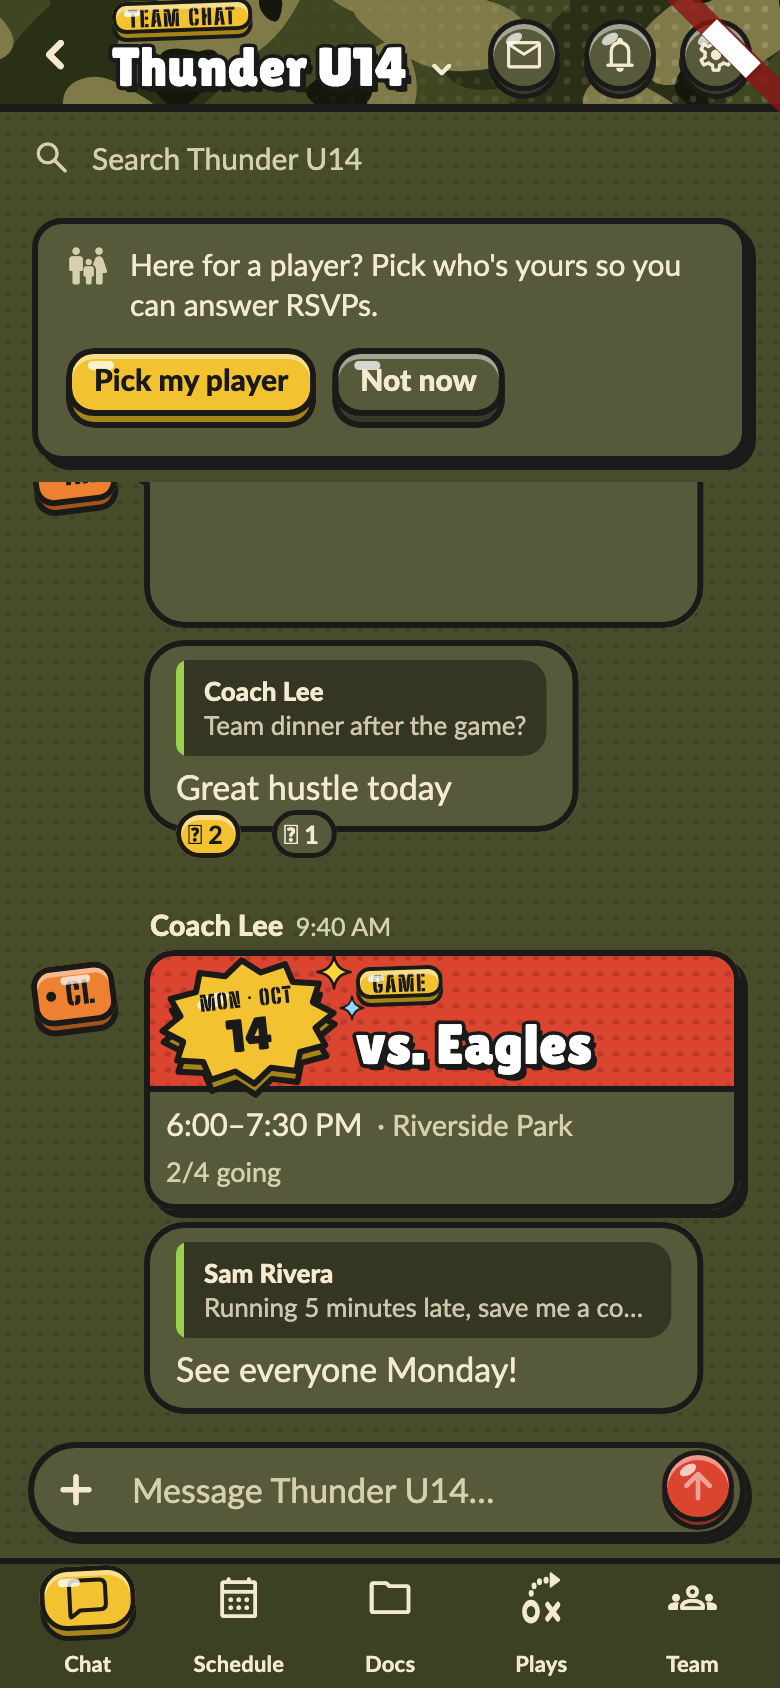 TEAM CHAT
Thunder U14
Search Thunder U14
Here for a player? Pick who's yours so you
can answer RSVPs.
Pick my player
Not now
Coach Lee
Team dinner after the game?
Great hustle today
2
1
Coach Lee 9:40 AM
• CL
MON · OCT
14
GAME
vs. Eagles
6:00–7:30 PM · Riverside Park
2/4 going
Sam Rivera
Running 5 minutes late, save me a co...
See everyone Monday!
Message Thunder U14...
Chat
Schedule
Docs
Plays
Team